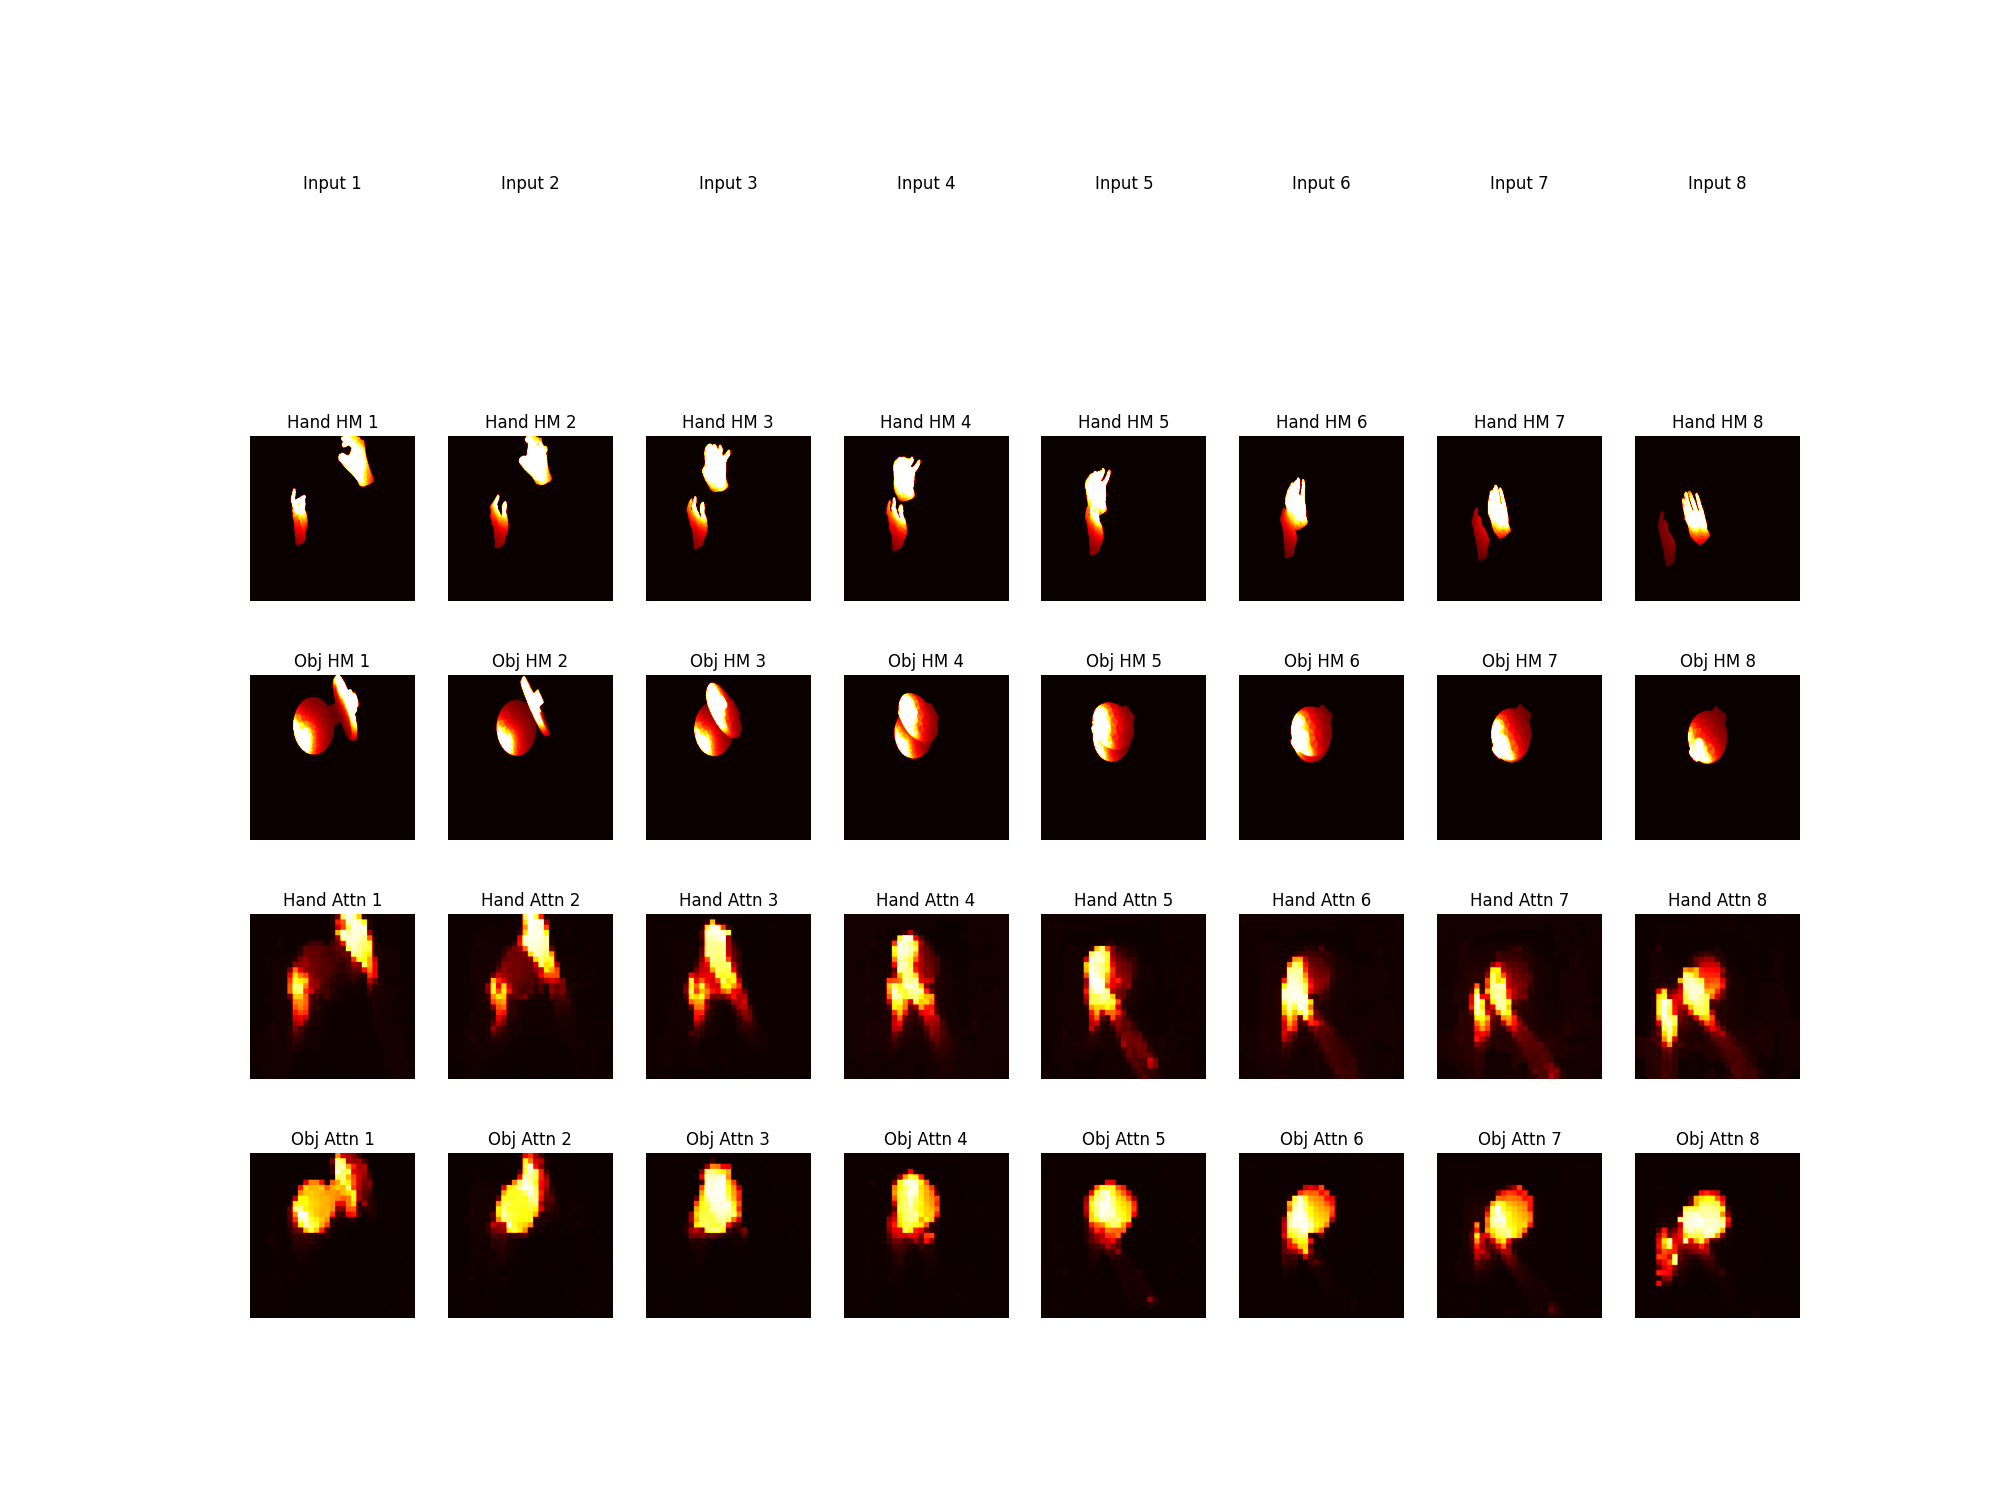 Input 1 Input 2 Input 3 Input 4 Input 5 Input 6 Input 7 Input 8
Hand HM 1 Hand HM 2 Hand HM 3 Hand HM 4 Hand HM 5 Hand HM 6 Hand HM 7 Hand HM 8
Obj HM 1 Obj HM 2 Obj HM 3 Obj HM 4 Obj HM 5 Obj HM 6 Obj HM 7 Obj HM 8
Hand Attn 1 Hand Attn 2 Hand Attn 3 Hand Attn 4 Hand Attn 5 Hand Attn 6 Hand Attn 7 Hand Attn 8
Obj Attn 1 Obj Attn 2 Obj Attn 3 Obj Attn 4 Obj Attn 5 Obj Attn 6 Obj Attn 7 Obj Attn 8